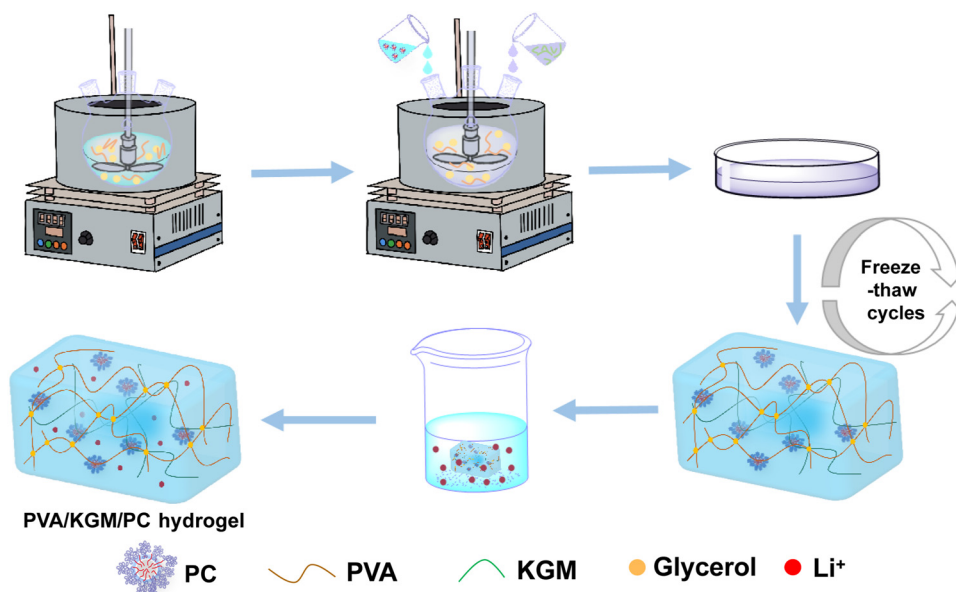 Freeze
-thaw
cycles
PVA/KGM/PC hydrogel
PC
PVA
KGM
Glycerol
Li⁺